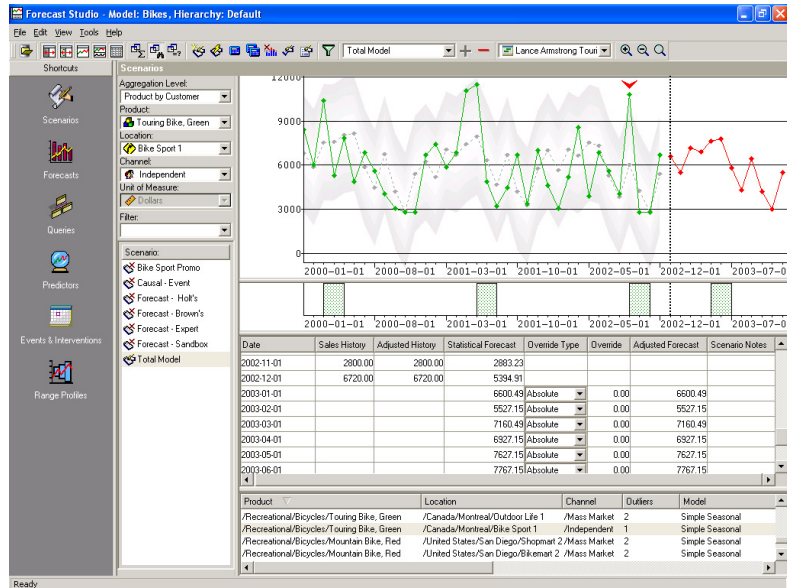 Forecast Studio - Model: Bikes, Hierarchy: Default
File Edit View Tools Help
Total Model
Lance Armstrong Touri
Shortcuts
Scenarios
Forecasts
Queries
Predictors
Events & Interventions
Range Profiles
Scenarios
Aggregation Level:
Product by Customer
Product:
Touring Bike, Green
Location:
Bike Sport 1
Channel:
Independent
Unit of Measure:
Dollars
Filter:
Scenario:
Bike Sport Promo
Causal - Event
Forecast - Holt's
Forecast - Brown's
Forecast - Expert
Forecast - Sandbox
Total Model
12000
9000
6000
3000
0
2000-01-01 2000-08-01 2001-03-01 2001-10-01 2002-05-01 2002-12-01 2003-07-0
2000-01-01 2000-08-01 2001-03-01 2001-10-01 2002-05-01 2002-12-01 2003-07-0
Date Sales History Adjusted History Statistical Forecast Override Type Override Adjusted Forecast Scenario Notes
2002-11-01 2800.00 2800.00 2883.23
2002-12-01 6720.00 6720.00 5394.91
2003-01-01 6600.49 Absolute 0.00 6600.49
2003-02-01 5527.15 Absolute 0.00 5527.15
2003-03-01 7160.49 Absolute 0.00 7160.49
2003-04-01 6927.15 Absolute 0.00 6927.15
2003-05-01 7627.15 Absolute 0.00 7627.15
2003-06-01 7767.15 Absolute 0.00 7767.15
Product Location Channel Outliers Model
/Recreational/Bicycles/Touring Bike, Green /Canada/Montreal/Outdoor Life 1 /Mass Market 2 Simple Seasonal
/Recreational/Bicycles/Touring Bike, Green /Canada/Montreal/Bike Sport 1 /Independent 1 Simple Seasonal
/Recreational/Bicycles/Mountain Bike, Red /United States/San Diego/Shopmart 2 /Mass Market 2 Simple Seasonal
/Recreational/Bicycles/Mountain Bike, Red /United States/San Diego/Bikemart 2 /Mass Market 2 Simple Seasonal
Ready